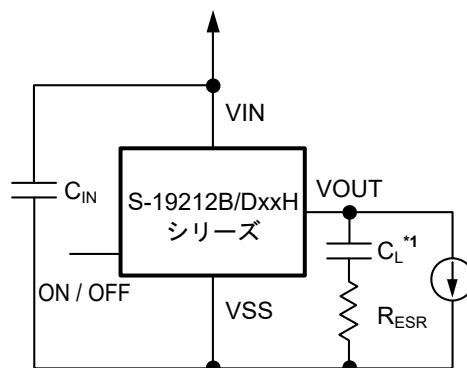 VIN
C_IN
S-19212B/DxxH
シリーズ
VOUT
C_L*1
ON / OFF
VSS
R_ESR